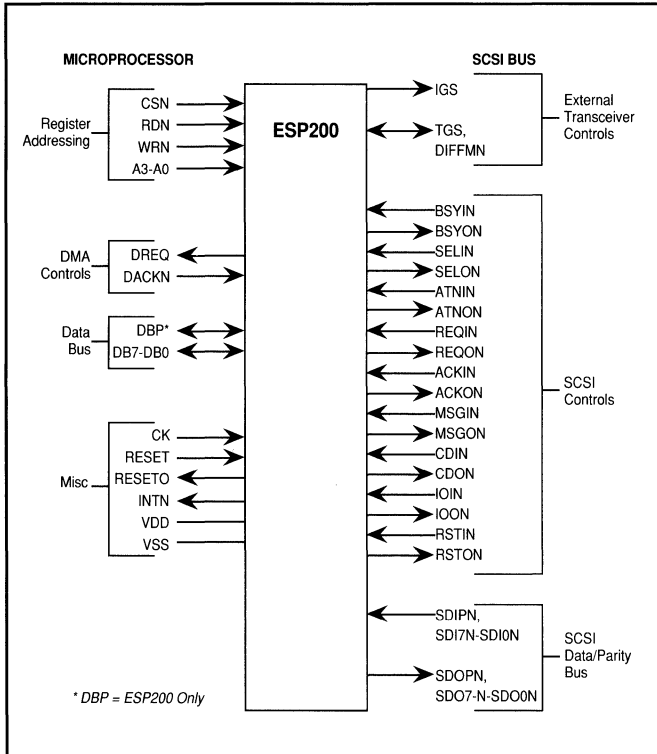 MICROPROCESSOR
SCSI BUS
ESP200
Register
Addressing
CSN
RDN
WRN
A3-A0
DMA
Controls
DREQ
DACKN
Data
Bus
DBP*
DB7-DB0
Misc
CK
RESET
RESETO
INTN
VDD
VSS
* DBP = ESP200 Only
IGS
TGS,
DIFFMN
External
Transceiver
Controls
BSYIN
BSYON
SELIN
SELON
ATNIN
ATNON
REQIN
REQON
ACKIN
ACKON
MSGIN
MSGON
CDIN
CDON
IOIN
IOON
RSTIN
RSTON
SCSI
Controls
SDIPN,
SDI7N-SDI0N
SDOPN,
SDO7-N-SDO0N
SCSI
Data/Parity
Bus